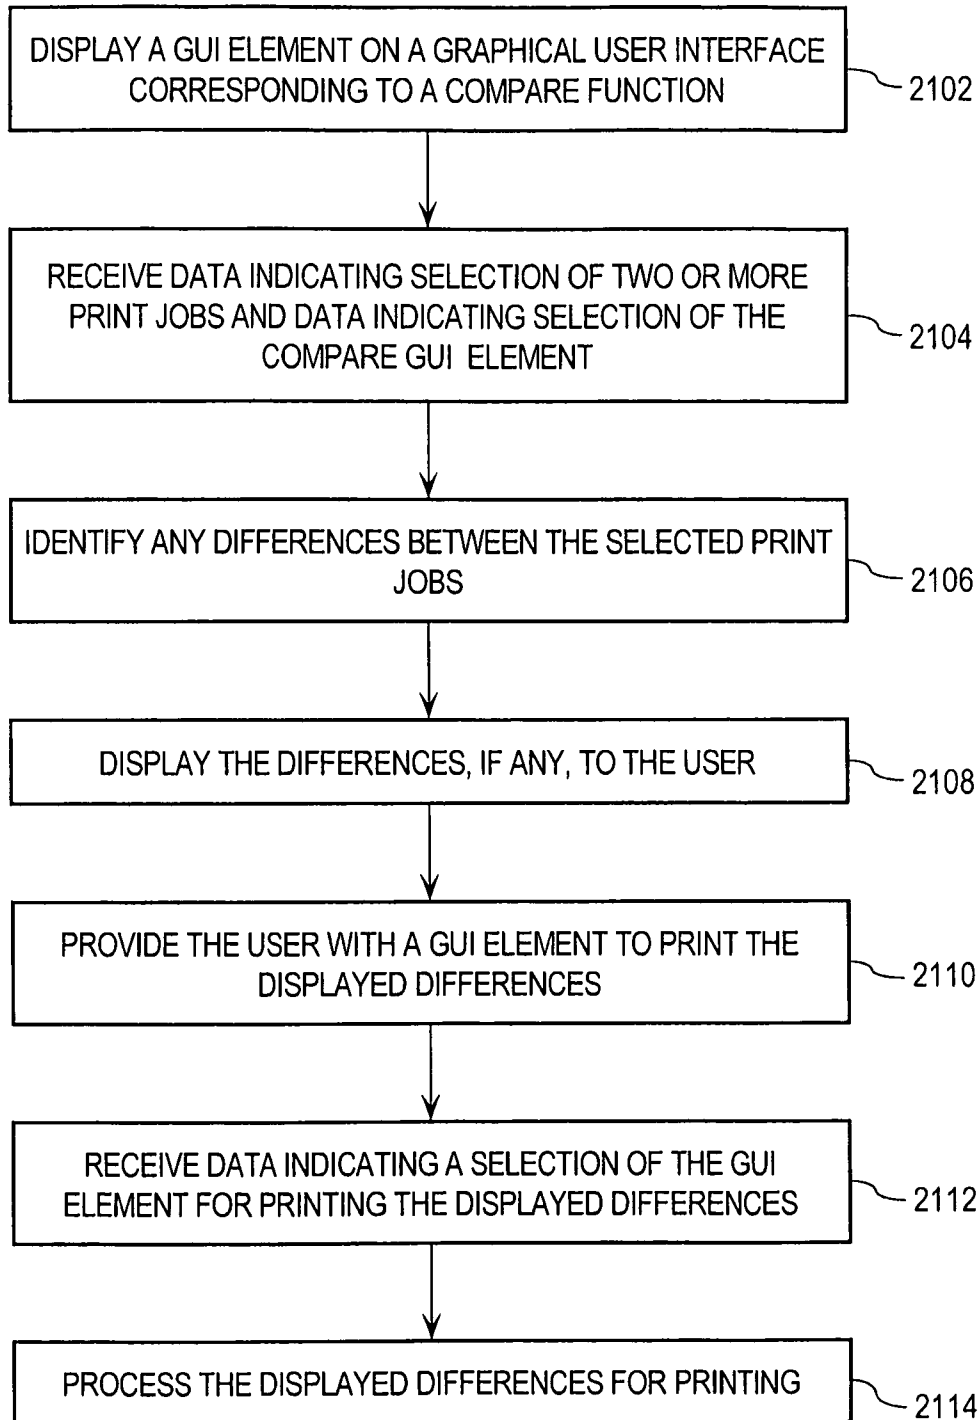 DISPLAY A GUI ELEMENT ON A GRAPHICAL USER INTERFACE
CORRESPONDING TO A COMPARE FUNCTION
2102
RECEIVE DATA INDICATING SELECTION OF TWO OR MORE
PRINT JOBS AND DATA INDICATING SELECTION OF THE
COMPARE GUI ELEMENT
2104
IDENTIFY ANY DIFFERENCES BETWEEN THE SELECTED PRINT
JOBS
2106
DISPLAY THE DIFFERENCES, IF ANY, TO THE USER
2108
PROVIDE THE USER WITH A GUI ELEMENT TO PRINT THE
DISPLAYED DIFFERENCES
2110
RECEIVE DATA INDICATING A SELECTION OF THE GUI
ELEMENT FOR PRINTING THE DISPLAYED DIFFERENCES
2112
PROCESS THE DISPLAYED DIFFERENCES FOR PRINTING
2114